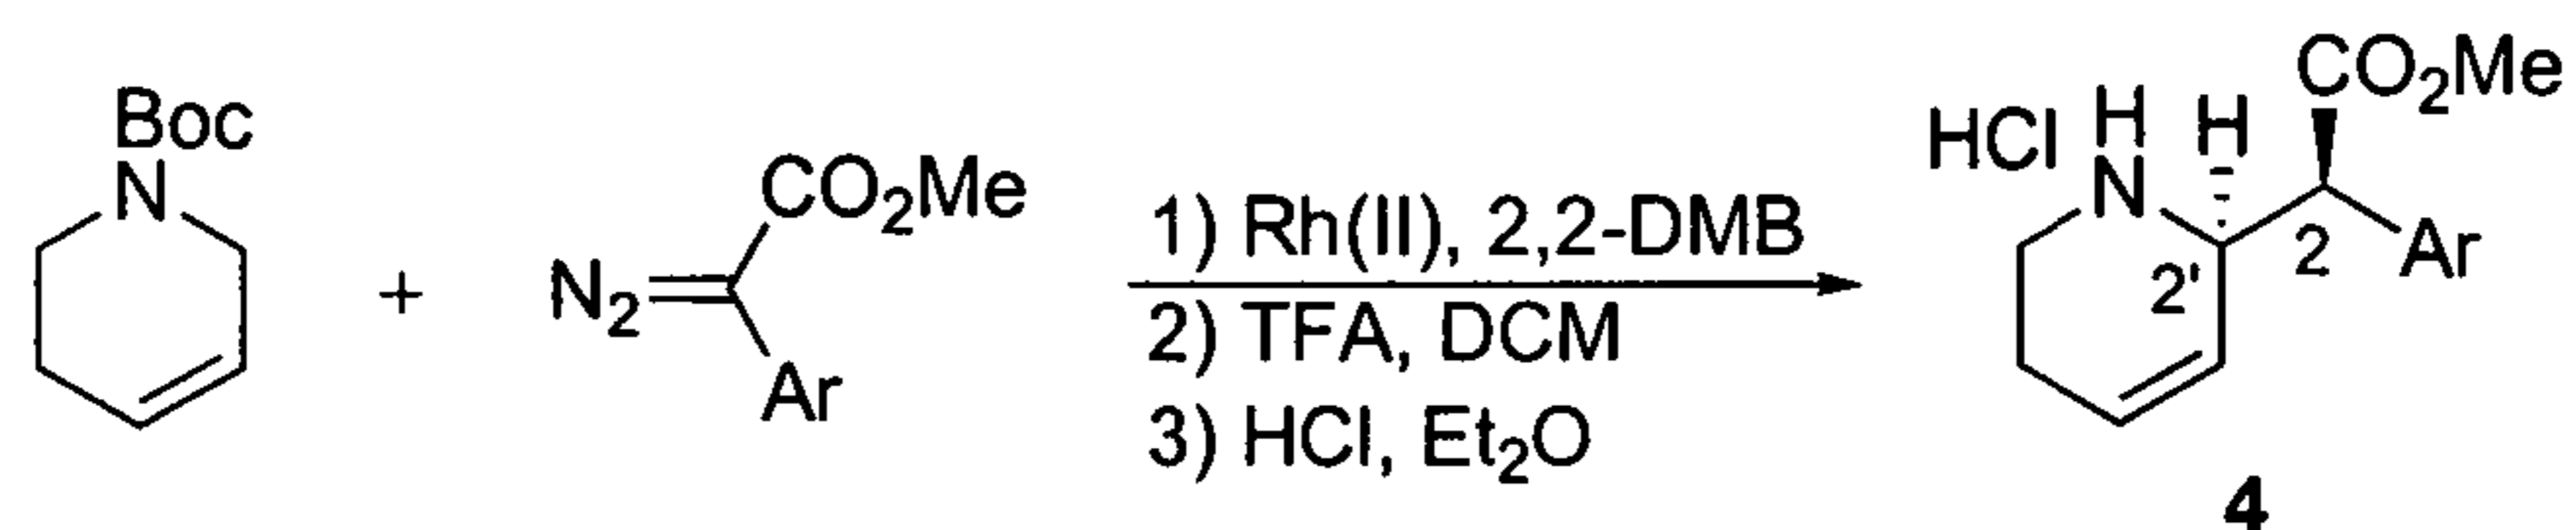 Boc
N
+
N₂
CO₂Me
Ar
1) Rh(II), 2,2-DMB
2) TFA, DCM
3) HCl, Et₂O
HCl
H
N
H
CO₂Me
2'
2
Ar
4